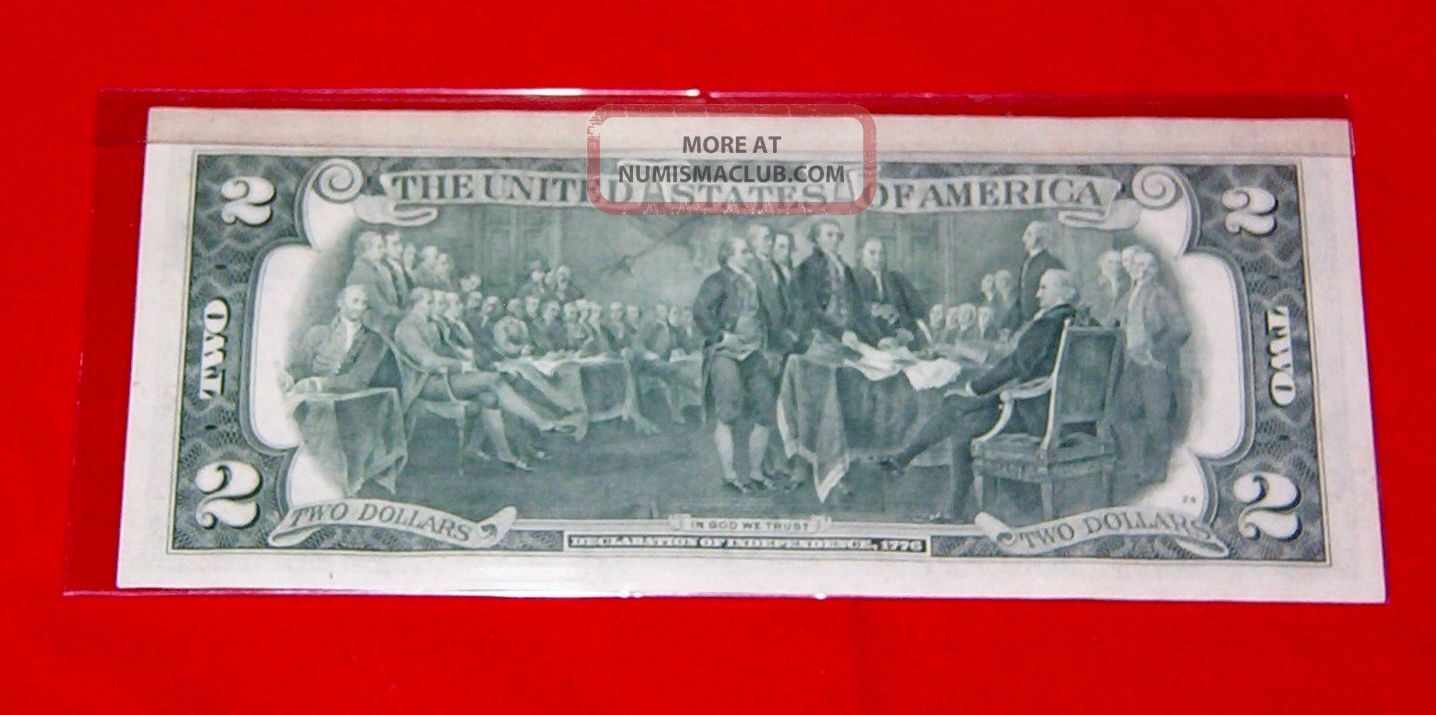 MORE AT
NUMISMACLUB.COM
THE UNITED STATES OF AMERICA
2 2
TWO TWO
2 2
TWO DOLLARS TWO DOLLARS
IN GOD WE TRUST
DECLARATION OF INDEPENDENCE, 1776